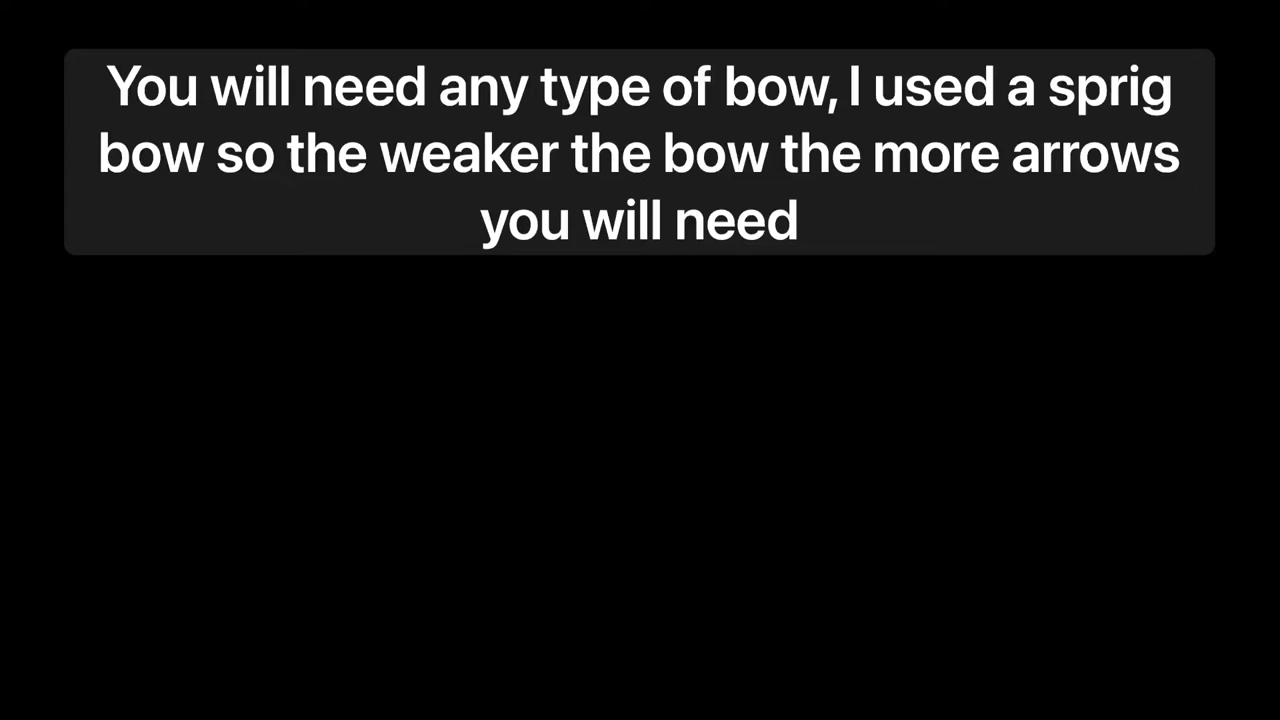 You will need any type of bow, I used a sprig
bow so the weaker the bow the more arrows
you will need